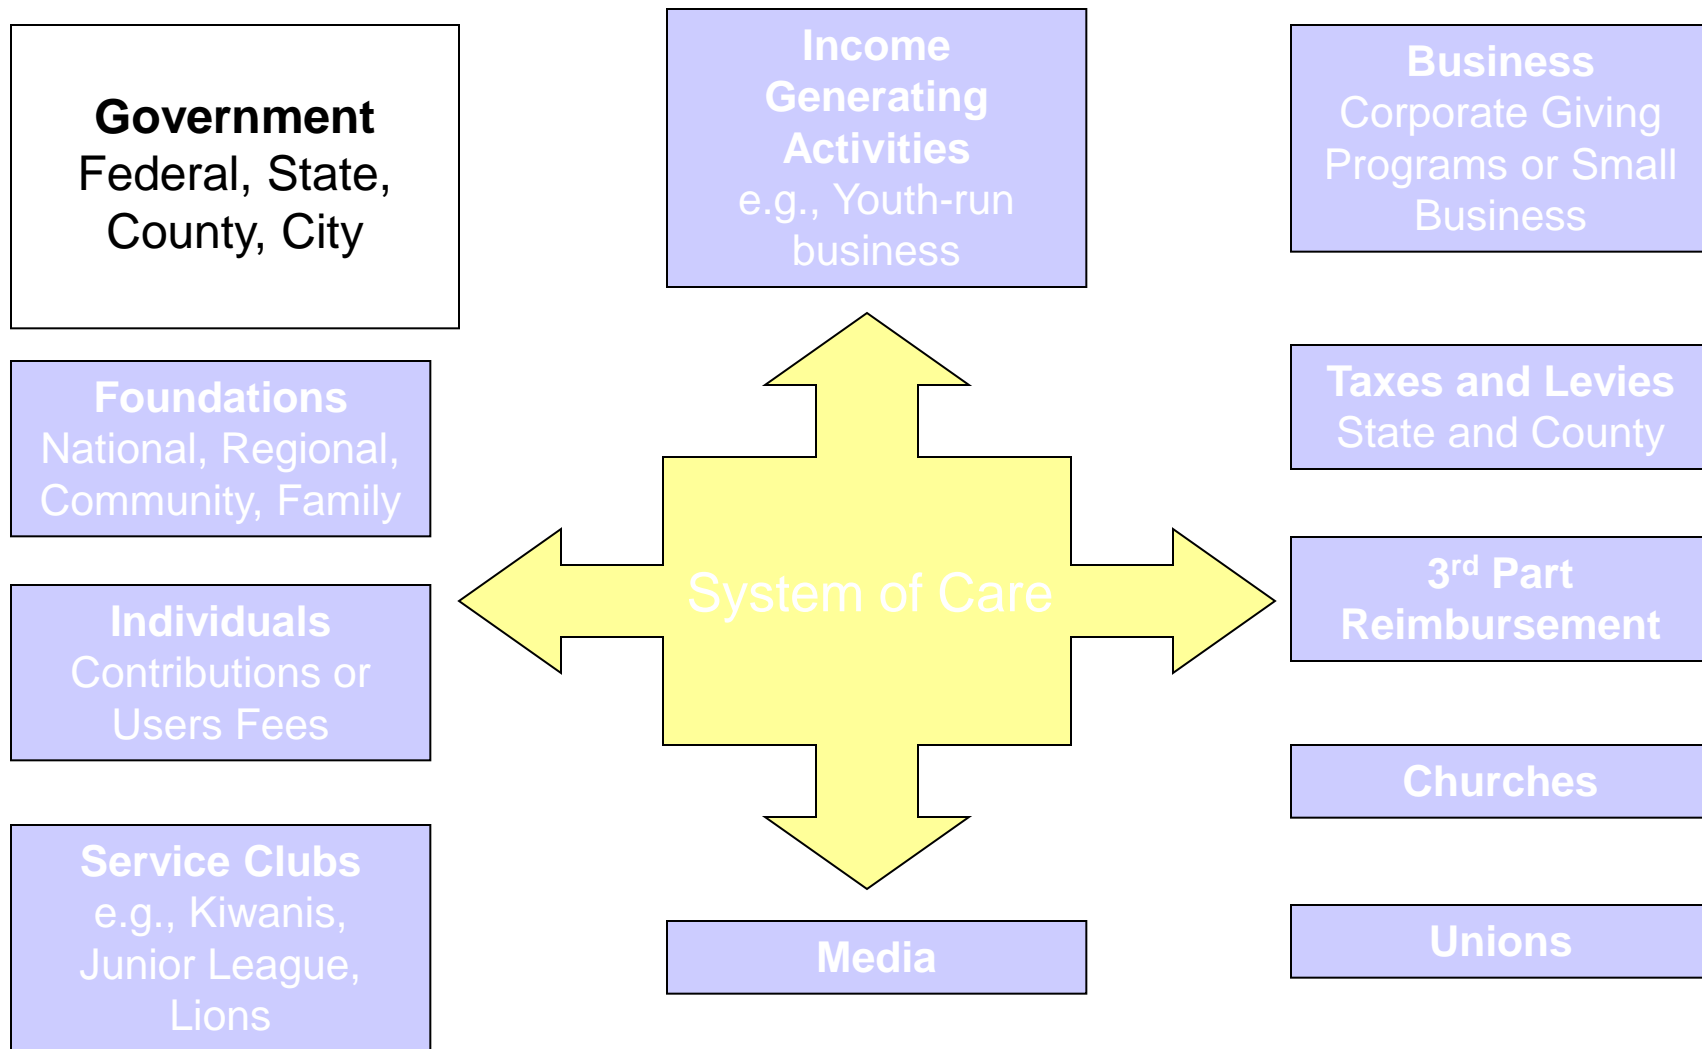 Government
Federal, State,
County, City
Foundations
National, Regional,
Community, Family
Individuals
Contributions or
Users Fees
Service Clubs
e.g., Kiwanis,
Junior League,
Lions
Income
Generating
Activities
e.g., Youth-run
business
System of Care
Media
Business
Corporate Giving
Programs or Small
Business
Taxes and Levies
State and County
3rd Part
Reimbursement
Churches
Unions